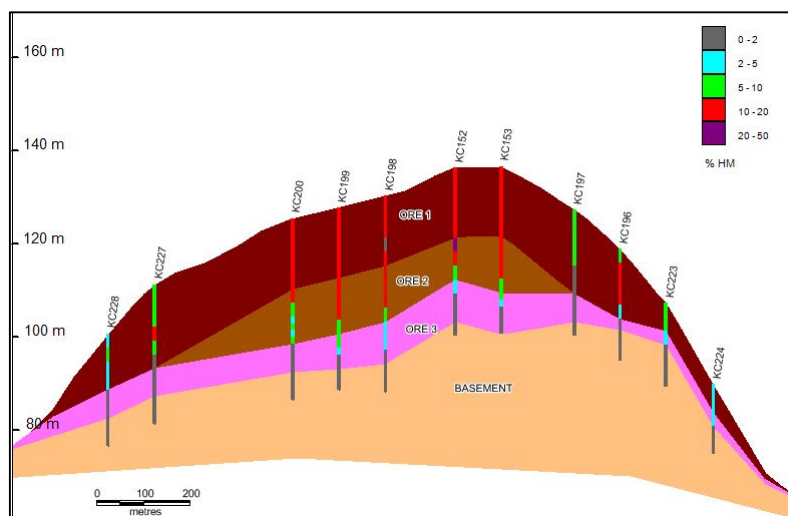 160 m
140 m
120 m
100 m
80 m
KC228
KC227
KC200
KC199
KC198
KC152
KC153
KC197
KC196
KC223
KC224
ORE 1
ORE 2
ORE 3
BASEMENT
0 - 2
2 - 5
5 - 10
10 - 20
20 - 50
% HM
0 100 200
metres